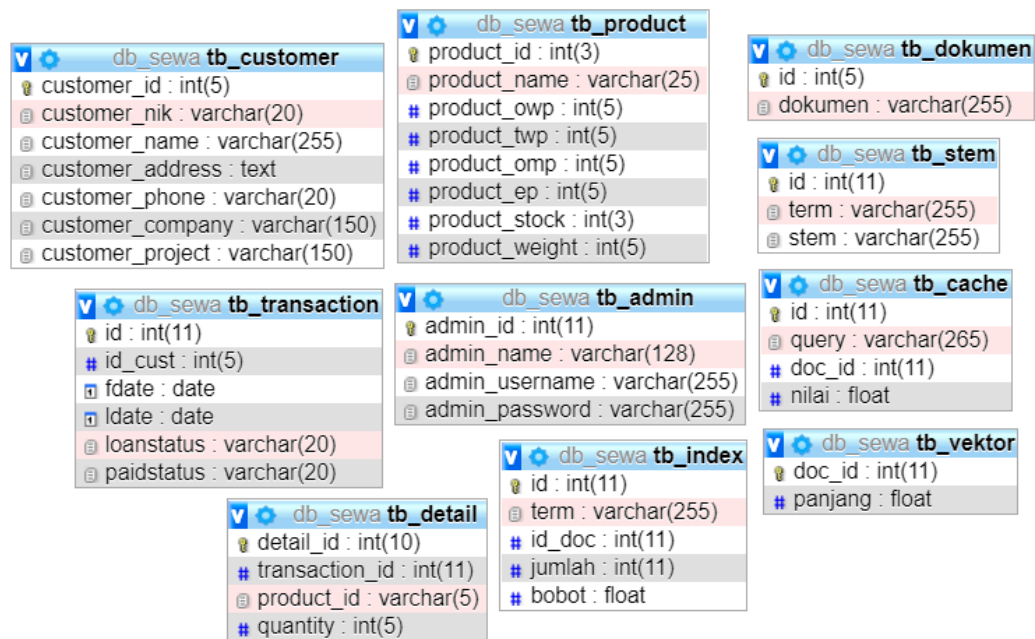 db_sewa tb_customer
customer_id : int(5)
customer_nik : varchar(20)
customer_name : varchar(255)
customer_address : text
customer_phone : varchar(20)
customer_company : varchar(150)
customer_project : varchar(150)
db_sewa tb_product
product_id : int(3)
product_name : varchar(25)
product_owp : int(5)
product_twp : int(5)
product_omp : int(5)
product_ep : int(5)
product_stock : int(3)
product_weight : int(5)
db_sewa tb_dokumen
id : int(5)
dokumen : varchar(255)
db_sewa tb_stem
id : int(11)
term : varchar(255)
stem : varchar(255)
db_sewa tb_transaction
id : int(11)
id_cust : int(5)
fdate : date
ldate : date
loanstatus : varchar(20)
paidstatus : varchar(20)
db_sewa tb_admin
admin_id : int(11)
admin_name : varchar(128)
admin_username : varchar(255)
admin_password : varchar(255)
db_sewa tb_cache
id : int(11)
query : varchar(265)
doc_id : int(11)
nilai : float
db_sewa tb_detail
detail_id : int(10)
transaction_id : int(11)
product_id : varchar(5)
quantity : int(5)
db_sewa tb_index
id : int(11)
term : varchar(255)
id_doc : int(11)
jumlah : int(11)
bobot : float
db_sewa tb_vektor
doc_id : int(11)
panjang : float